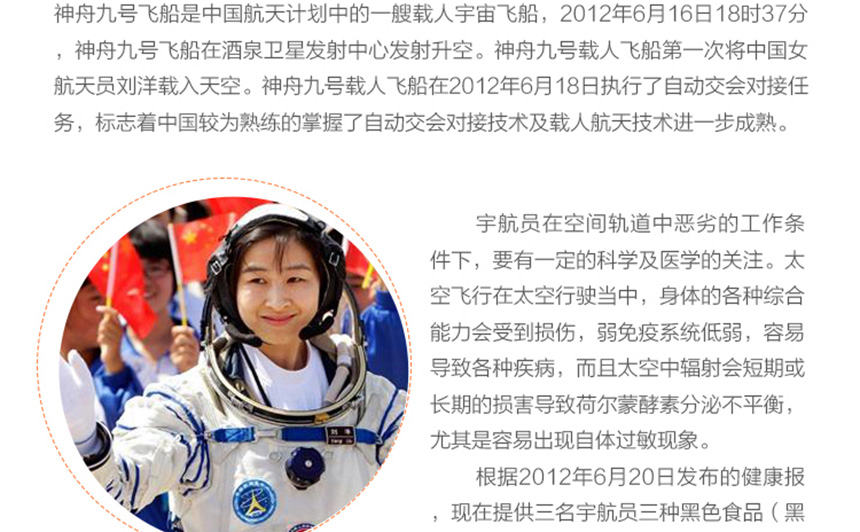 神舟九号飞船是中国航天计划中的一艘载人宇宙飞船，2012年6月16日18时37分
，神舟九号飞船在酒泉卫星发射中心发射升空。神舟九号载人飞船第一次将中国女
航天员刘洋载入天空。神舟九号载人飞船在2012年6月18日执行了自动交会对接任
务，标志着中国较为熟练的掌握了自动交会对接技术及载人航天技术进一步成熟。
宇航员在空间轨道中恶劣的工作条
件下，要有一定的科学及医学的关注。太
空飞行在太空行驶当中，身体的各种综合
能力会受到损伤，弱免疫系统低弱，容易
导致各种疾病，而且太空中辐射会短期或
长期的损害导致荷尔蒙酵素分泌不平衡，
尤其是容易出现自体过敏现象。
根据2012年6月20日发布的健康报
，现在提供三名宇航员三种黑色食品（黑
刘洋